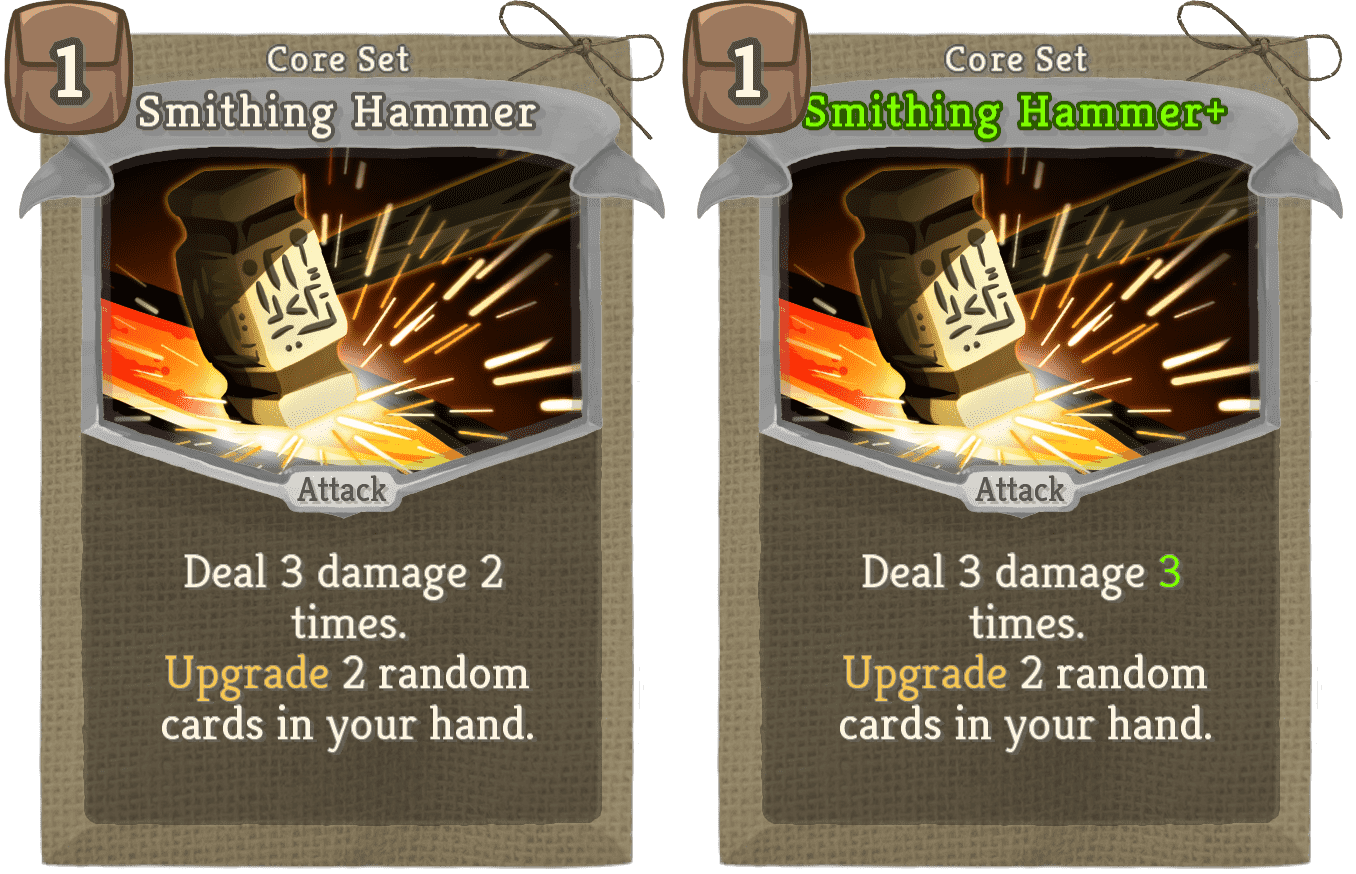 1
Core Set
Smithing Hammer
Attack
Deal 3 damage 2
times.
Upgrade 2 random
cards in your hand.
1
Core Set
Smithing Hammer+
Attack
Deal 3 damage 3
times.
Upgrade 2 random
cards in your hand.